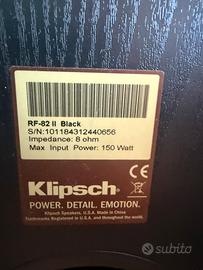 RF-82 II Black
S/N:101184312440656
Impedance: 8 ohm
Max Input Power: 150 Watt
Klipsch®
POWER. DETAIL. EMOTION.
Klipsch Speakers, U.S.A. Made in China
Trademarks Registered in U.S.A. and throughout the world.
subito